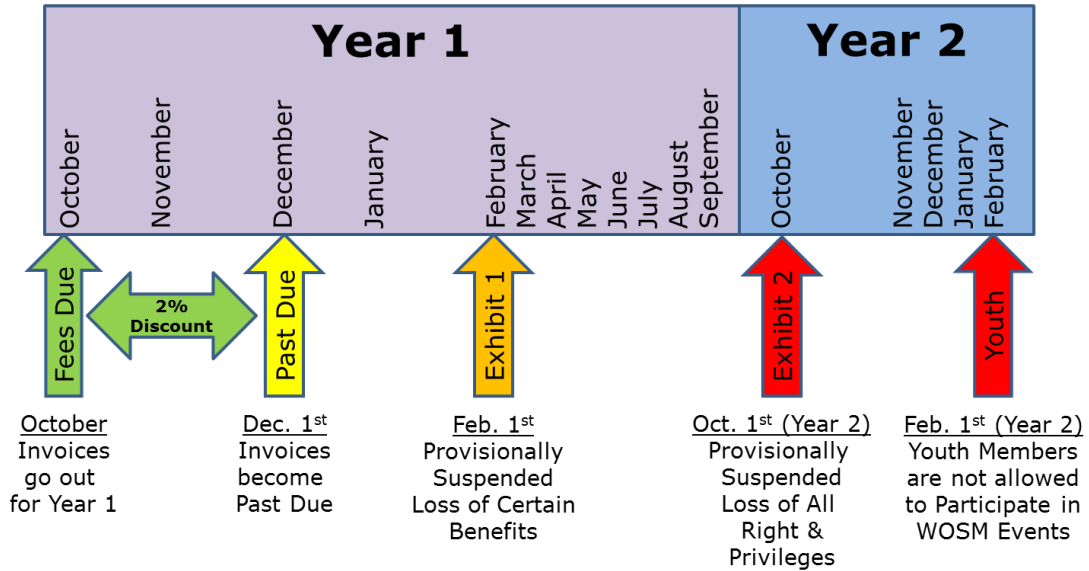 Year 1
Year 2
October
November
December
January
February
March
April
May
June
July
August
September
October
November
December
January
February
Fees Due
2%
Discount
Past Due
Exhibit 1
Exhibit 2
Youth
October
Invoices
go out
for Year 1
Dec. 1st
Invoices
become
Past Due
Feb. 1st
Provisionally
Suspended
Loss of Certain
Benefits
Oct. 1st (Year 2)
Provisionally
Suspended
Loss of All
Right &
Privileges
Feb. 1st (Year 2)
Youth Members
are not allowed
to Participate in
WOSM Events